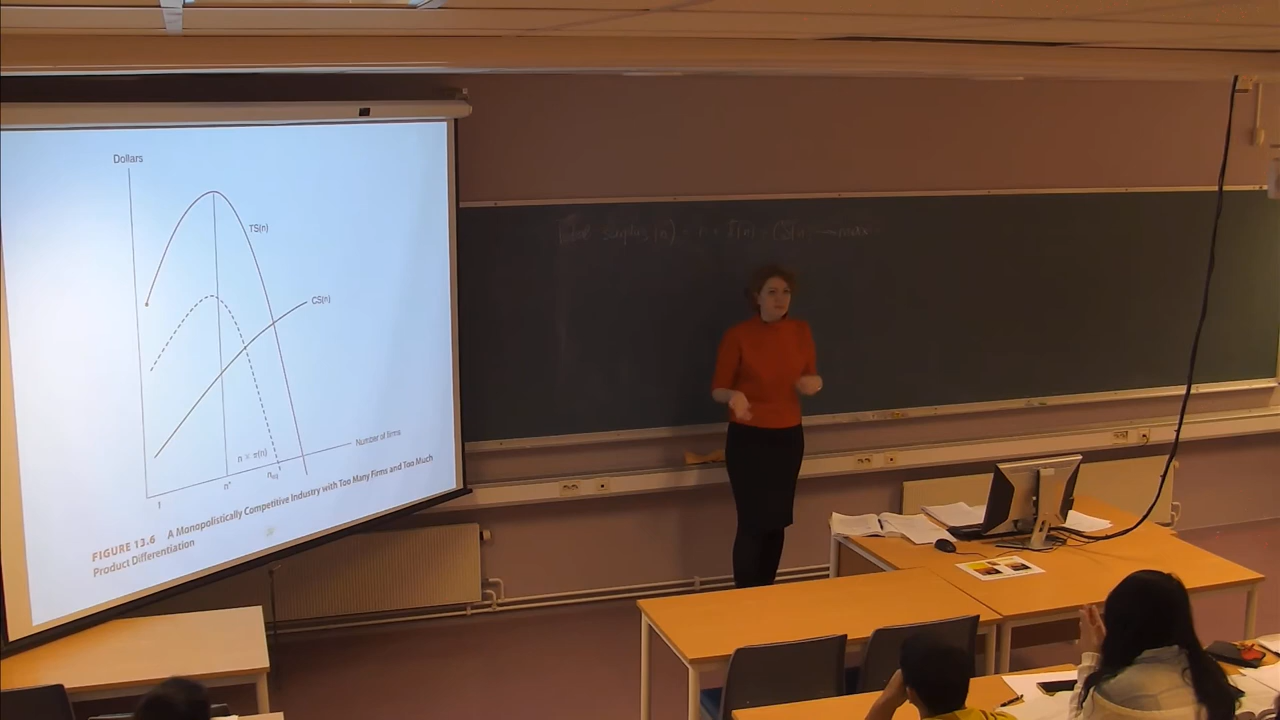 Dollars
TS(n)
CS(n)
Number of firms
n × π(n)
n*
1
FIGURE 13.6 A Monopolistically Competitive Industry with Too Many Firms and Too Much
Product Differentiation
surplus (n) =